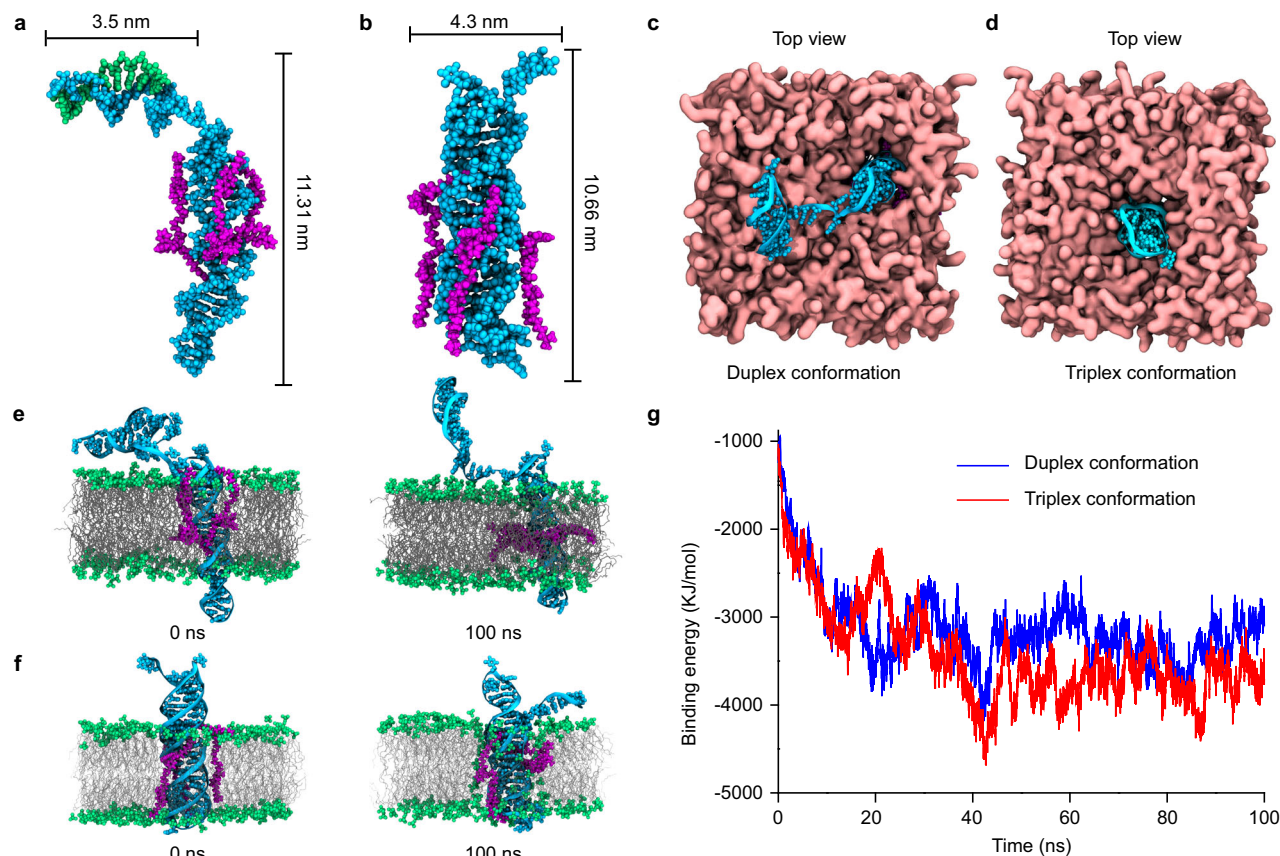 a
3.5 nm
11.31 nm
b
4.3 nm
10.66 nm
c
Top view
Duplex conformation
d
Top view
Triplex conformation
e
0 ns
100 ns
f
0 ns
100 ns
g
Duplex conformation
Triplex conformation
-1000
-2000
-3000
-4000
-5000
Binding energy (KJ/mol)
0
20
40
60
80
100
Time (ns)